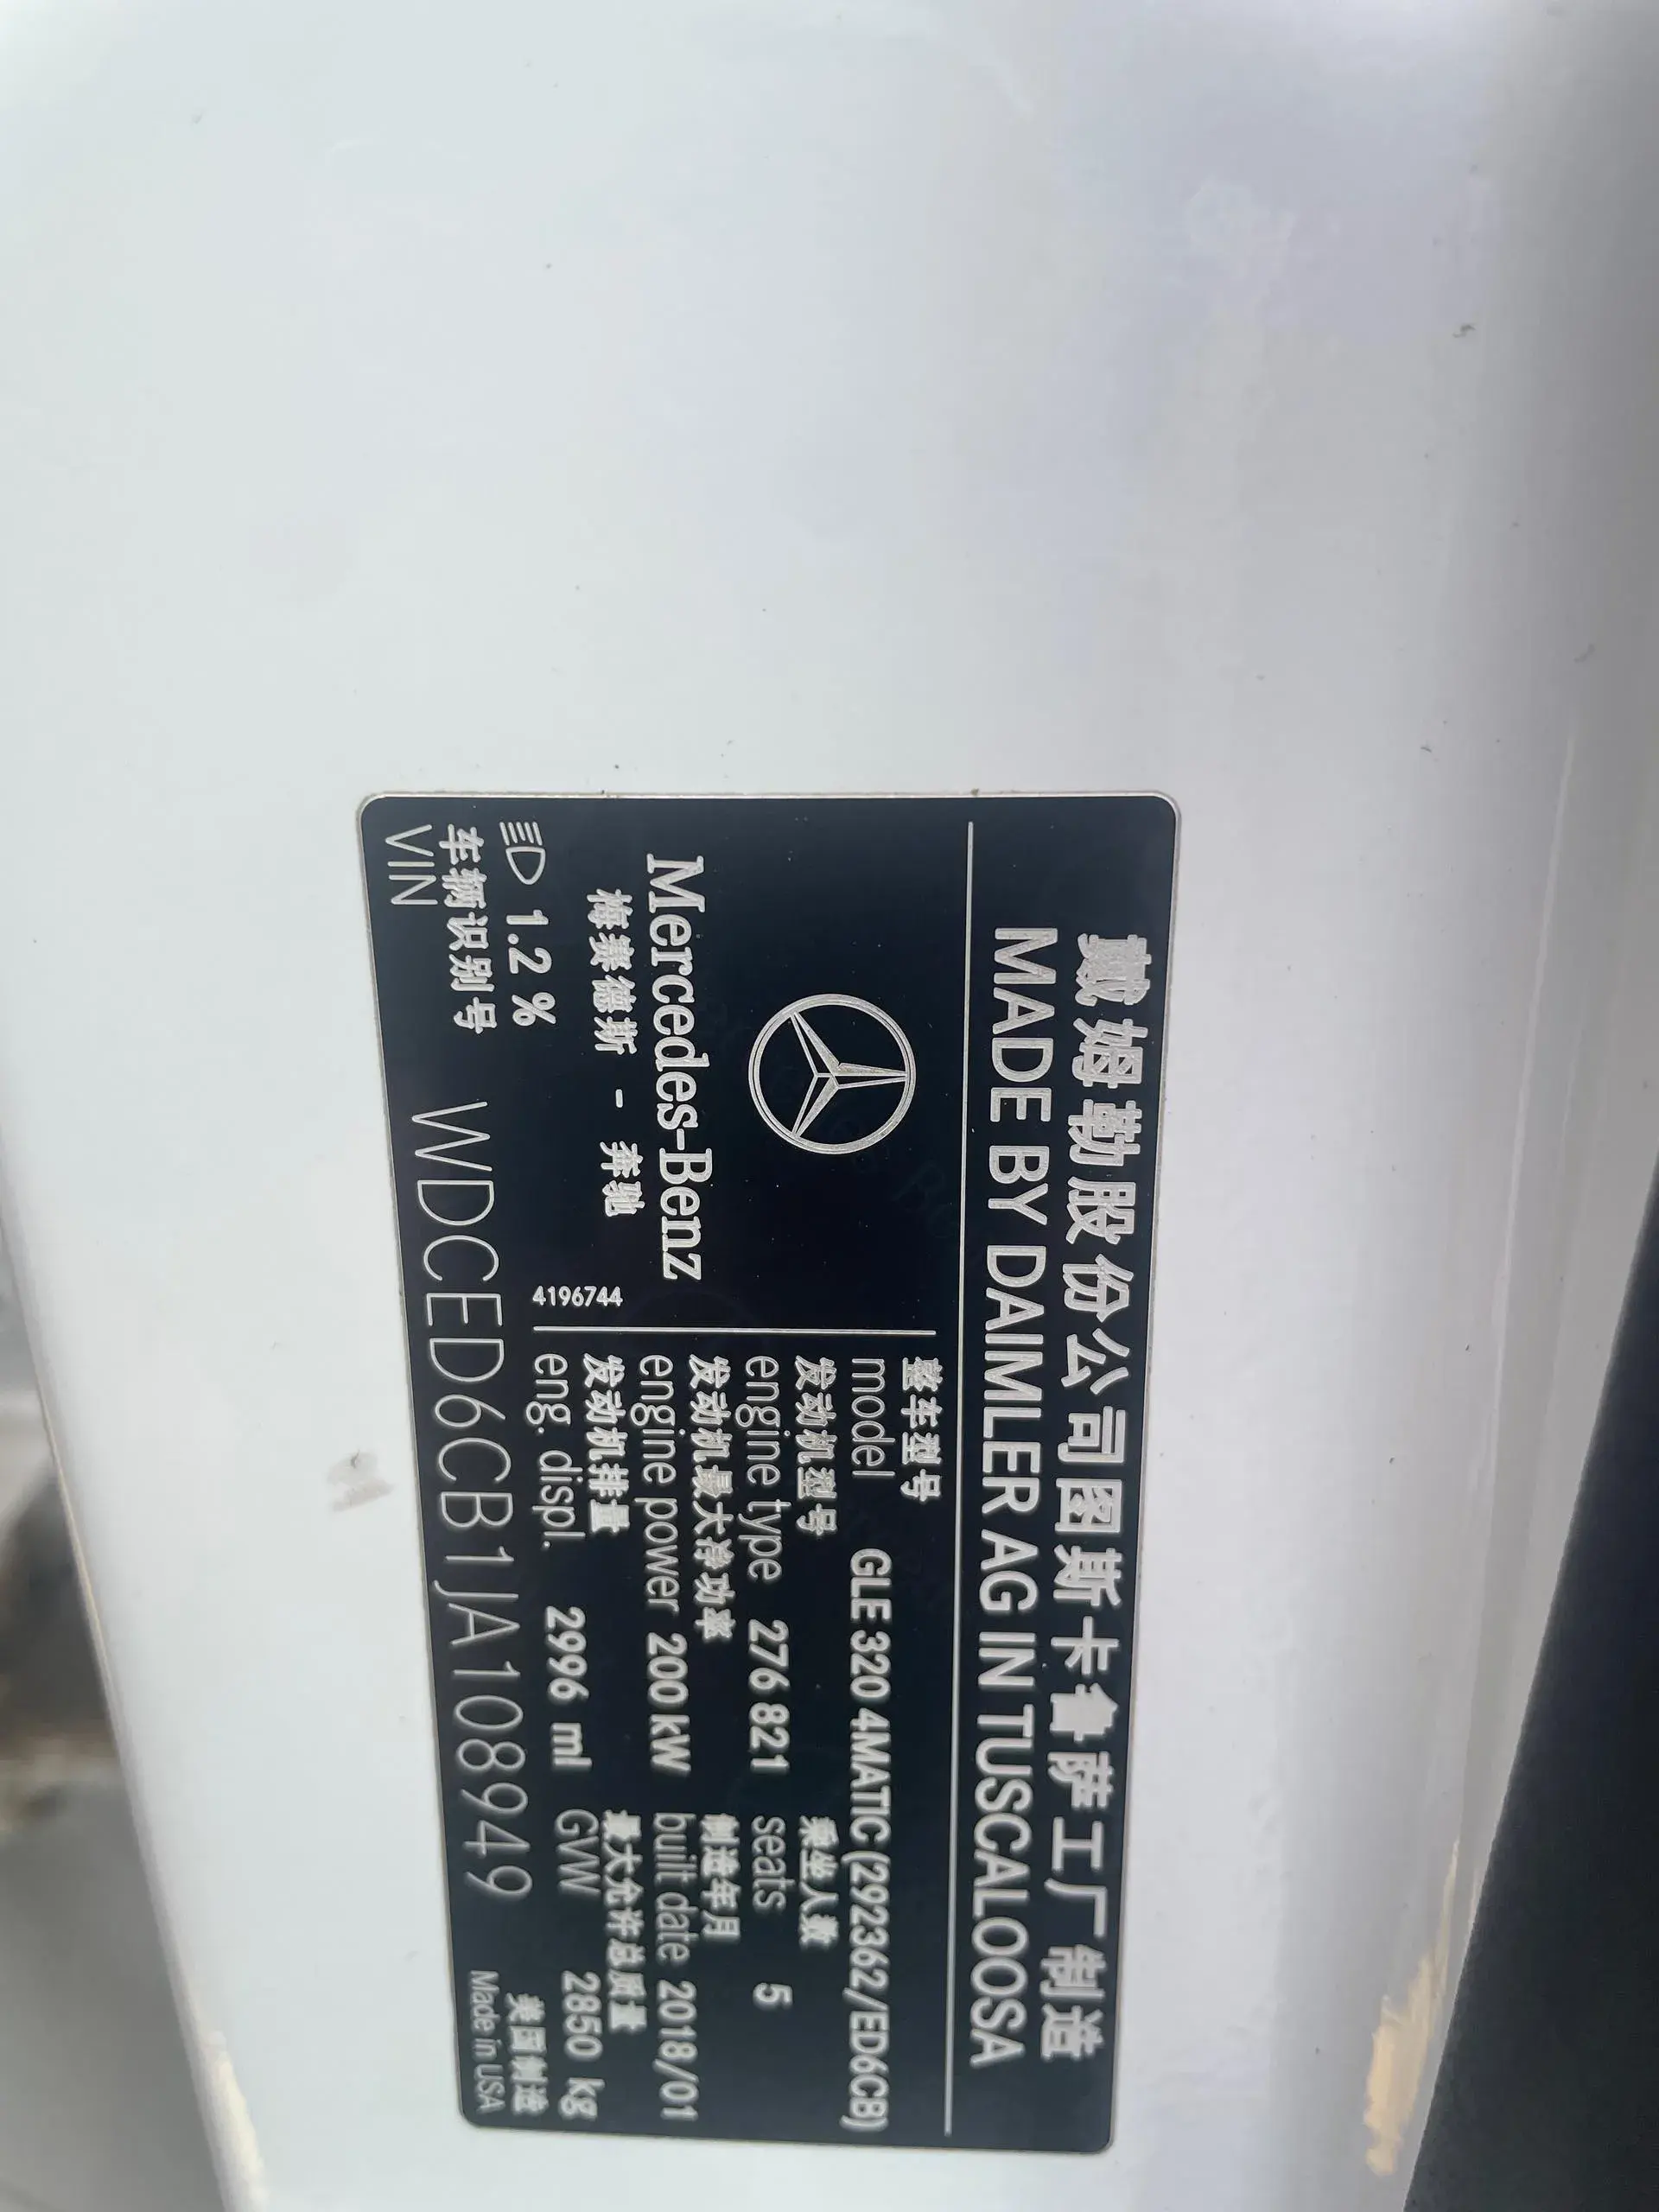 戴姆勒股份公司图斯卡鲁萨工厂制造
MADE BY DAIMLER AG IN TUSCALOOSA
Mercedes-Benz
梅赛德斯 - 奔驰
4196744
整车型号
model GLE 320 4MATIC (292362/ED6CB)
发动机型号 乘坐人数
engine type 276 821 seats 5
发动机最大净功率 制造年月
engine power 200 kW built date 2018/01
发动机排量 最大允许总质量
eng. displ. 2996 ml GVW 2850 kg
1.2 %
车辆识别号
VIN WDCED6CB1JA108949
美国制造
Made in USA